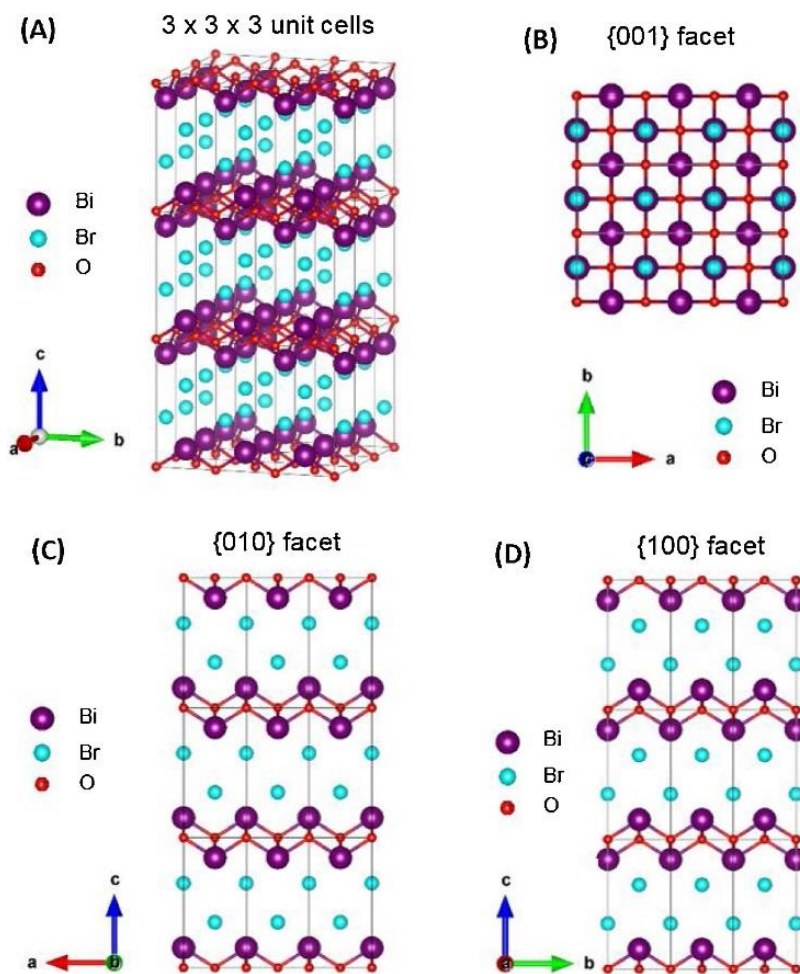 (A)
3 x 3 x 3 unit cells
Bi
Br
O
c
a
b
(B)
{001} facet
b
c
a
Bi
Br
O
(C)
{010} facet
Bi
Br
O
c
a
b
(D)
{100} facet
Bi
Br
O
c
a
b